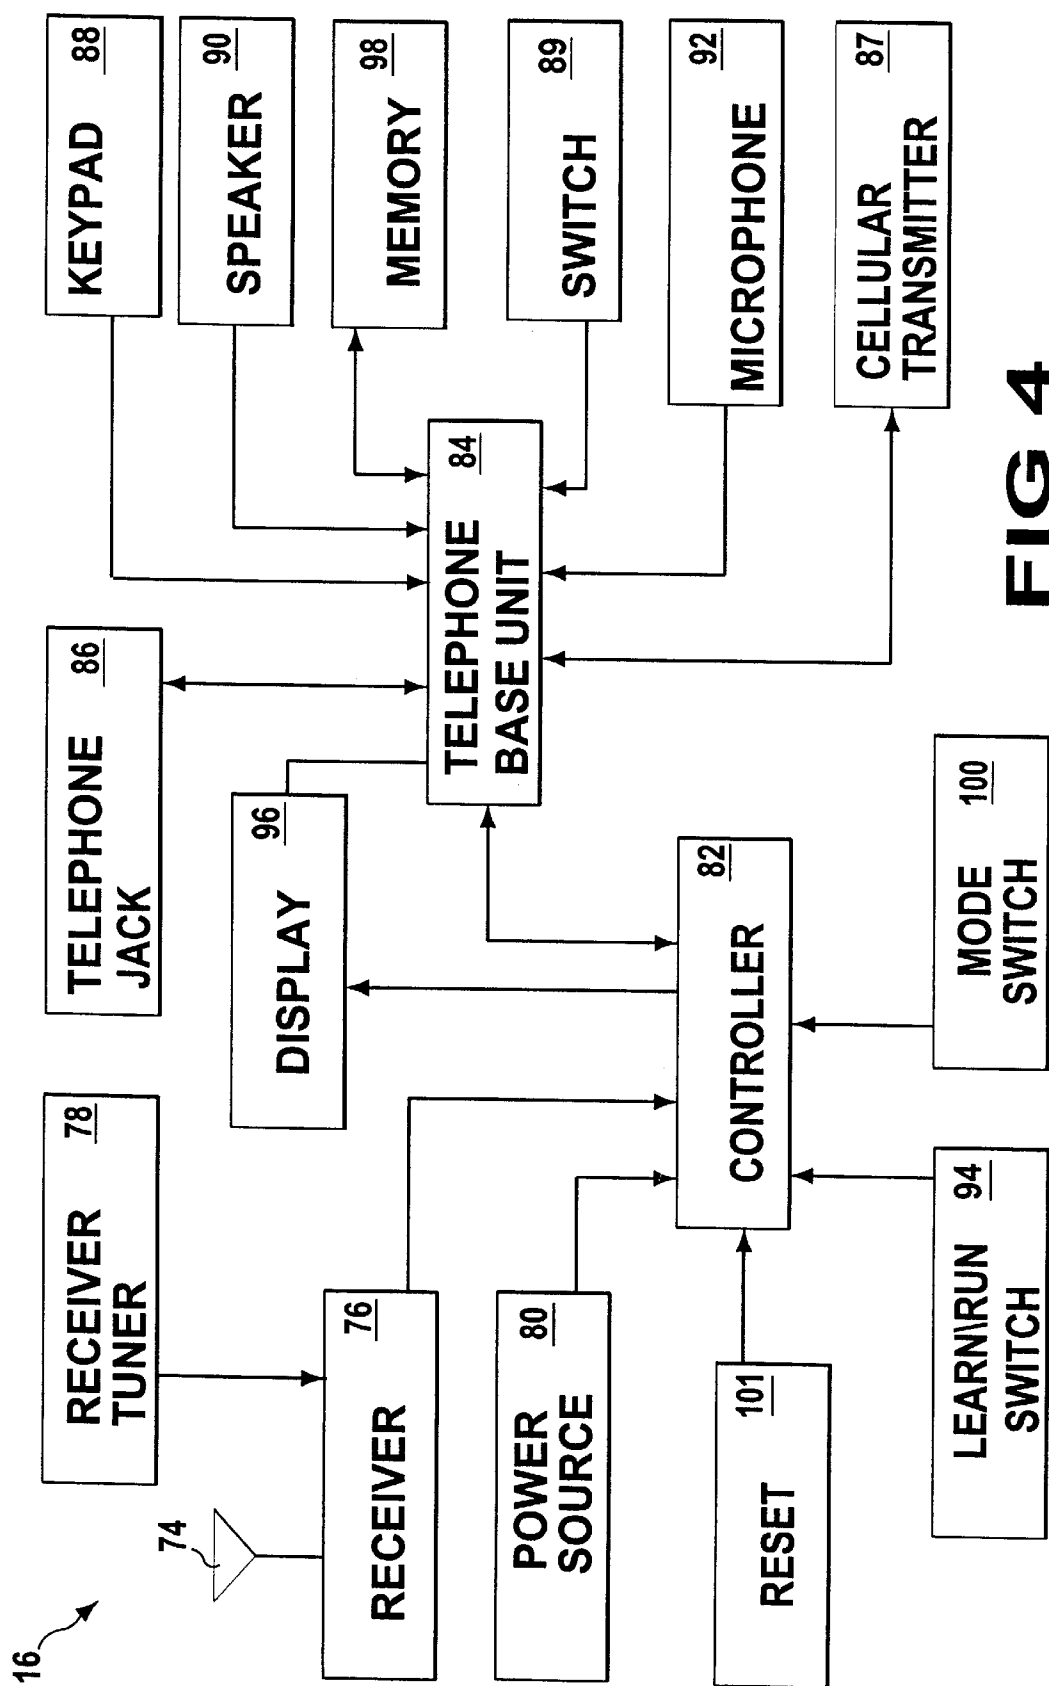 16
74
RECEIVER
TUNER
78
TELEPHONE
JACK
86
KEYPAD
88
SPEAKER
90
DISPLAY
96
MEMORY
98
RECEIVER
76
TELEPHONE
BASE UNIT
84
SWITCH
89
POWER
SOURCE
80
CONTROLLER
82
MICROPHONE
92
RESET
101
CELLULAR
TRANSMITTER
87
LEARN\RUN
SWITCH
94
MODE
SWITCH
100
FIG 4